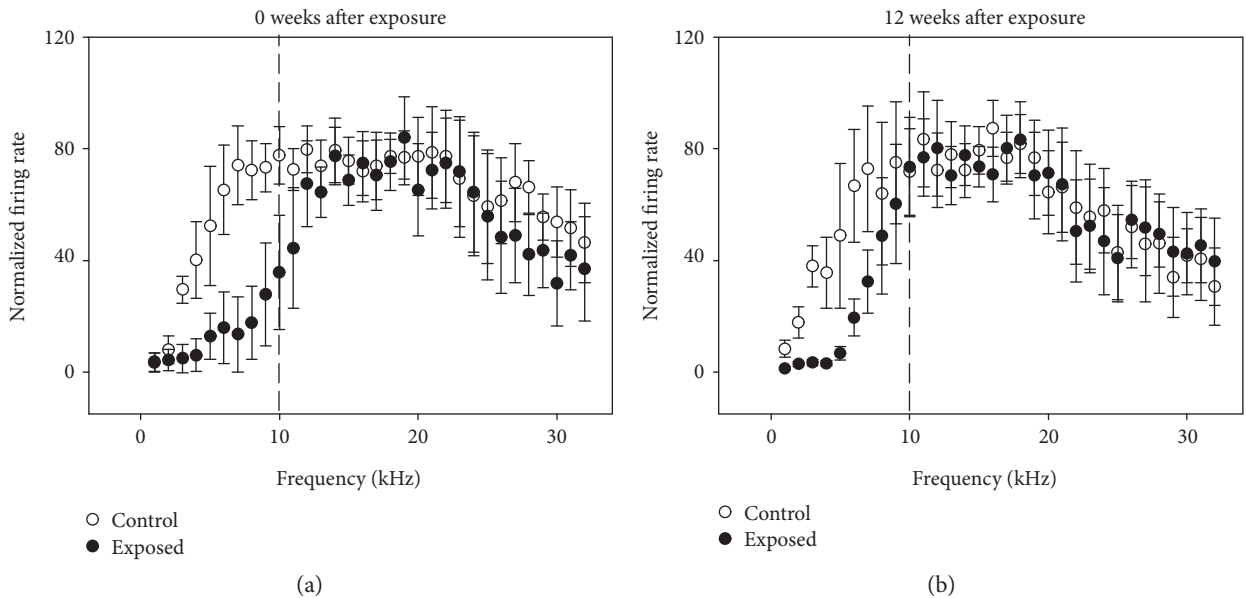 0 weeks after exposure
120
80
40
0
Normalized firing rate
0 10 20 30
Frequency (kHz)
Control
Exposed
(a)
12 weeks after exposure
120
80
40
0
Normalized firing rate
0 10 20 30
Frequency (kHz)
Control
Exposed
(b)